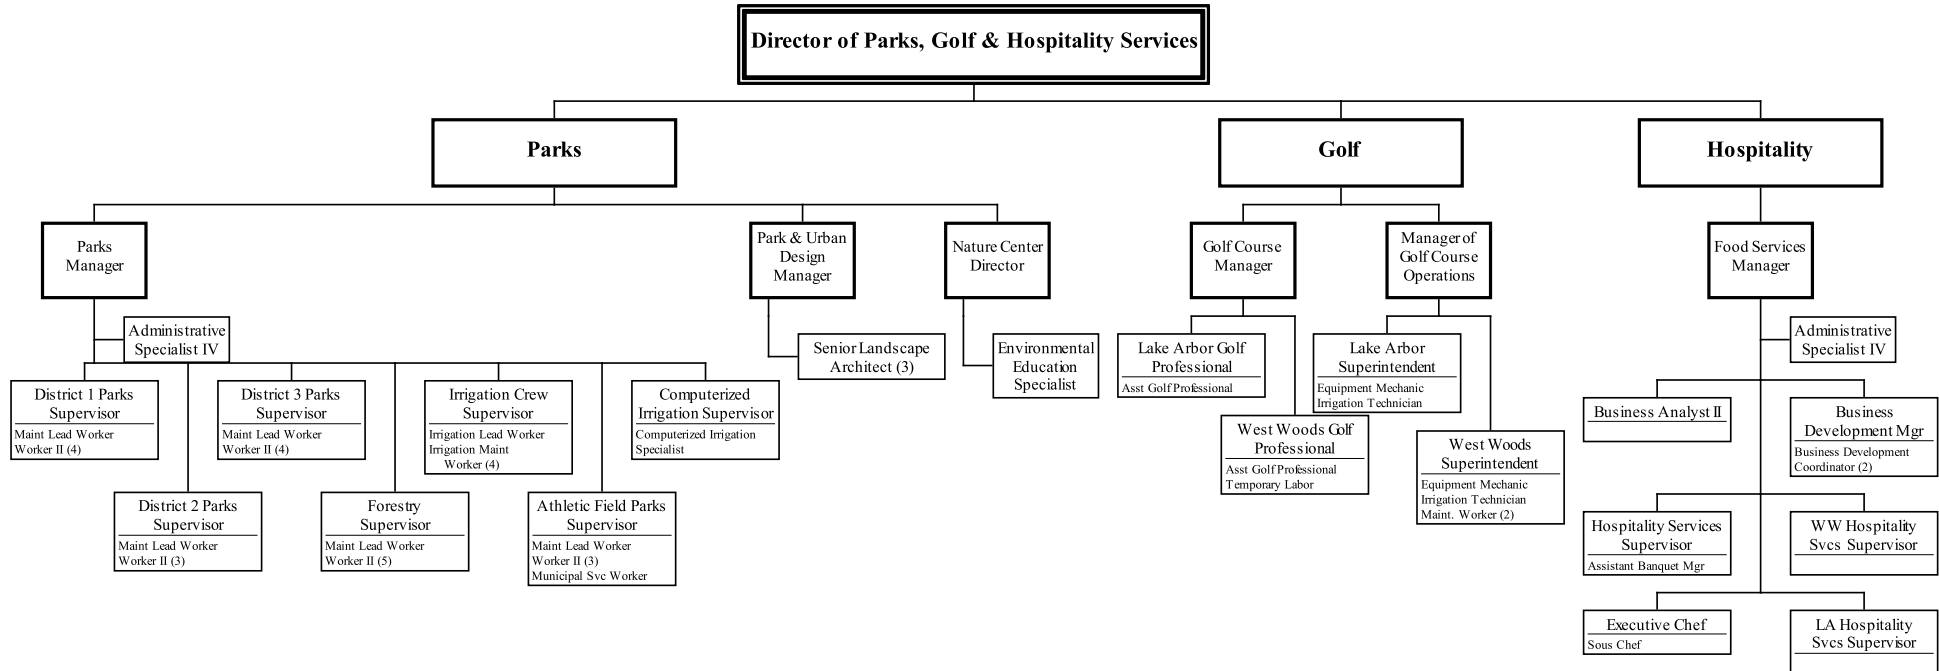 Director of Parks, Golf & Hospitality Services
Parks
Golf
Hospitality
Parks
Manager
Park & Urban
Design
Manager
Nature Center
Director
Golf Course
Manager
Manager of
Golf Course
Operations
Food Services
Manager
Administrative
Specialist IV
Senior Landscape
Architect (3)
Environmental
Education
Specialist
Lake Arbor Golf
Professional
Asst Golf Professional
Lake Arbor
Superintendent
Equipment Mechanic
Irrigation Technician
Administrative
Specialist IV
District 1 Parks
Supervisor
Maint Lead Worker
Worker II (4)
District 3 Parks
Supervisor
Maint Lead Worker
Worker II (4)
Irrigation Crew
Supervisor
Irrigation Lead Worker
Irrigation Maint
Worker (4)
Computerized
Irrigation Supervisor
Computerized Irrigation
Specialist
West Woods Golf
Professional
Asst Golf Professional
Temporary Labor
West Woods
Superintendent
Equipment Mechanic
Irrigation Technician
Maint. Worker (2)
Business Analyst II
Business
Development Mgr
Business Development
Coordinator (2)
District 2 Parks
Supervisor
Maint Lead Worker
Worker II (3)
Forestry
Supervisor
Maint Lead Worker
Worker II (5)
Athletic Field Parks
Supervisor
Maint Lead Worker
Worker II (3)
Municipal Svc Worker
Hospitality Services
Supervisor
Assistant Banquet Mgr
WW Hospitality
Svcs Supervisor
Executive Chef
Sous Chef
LA Hospitality
Svcs Supervisor